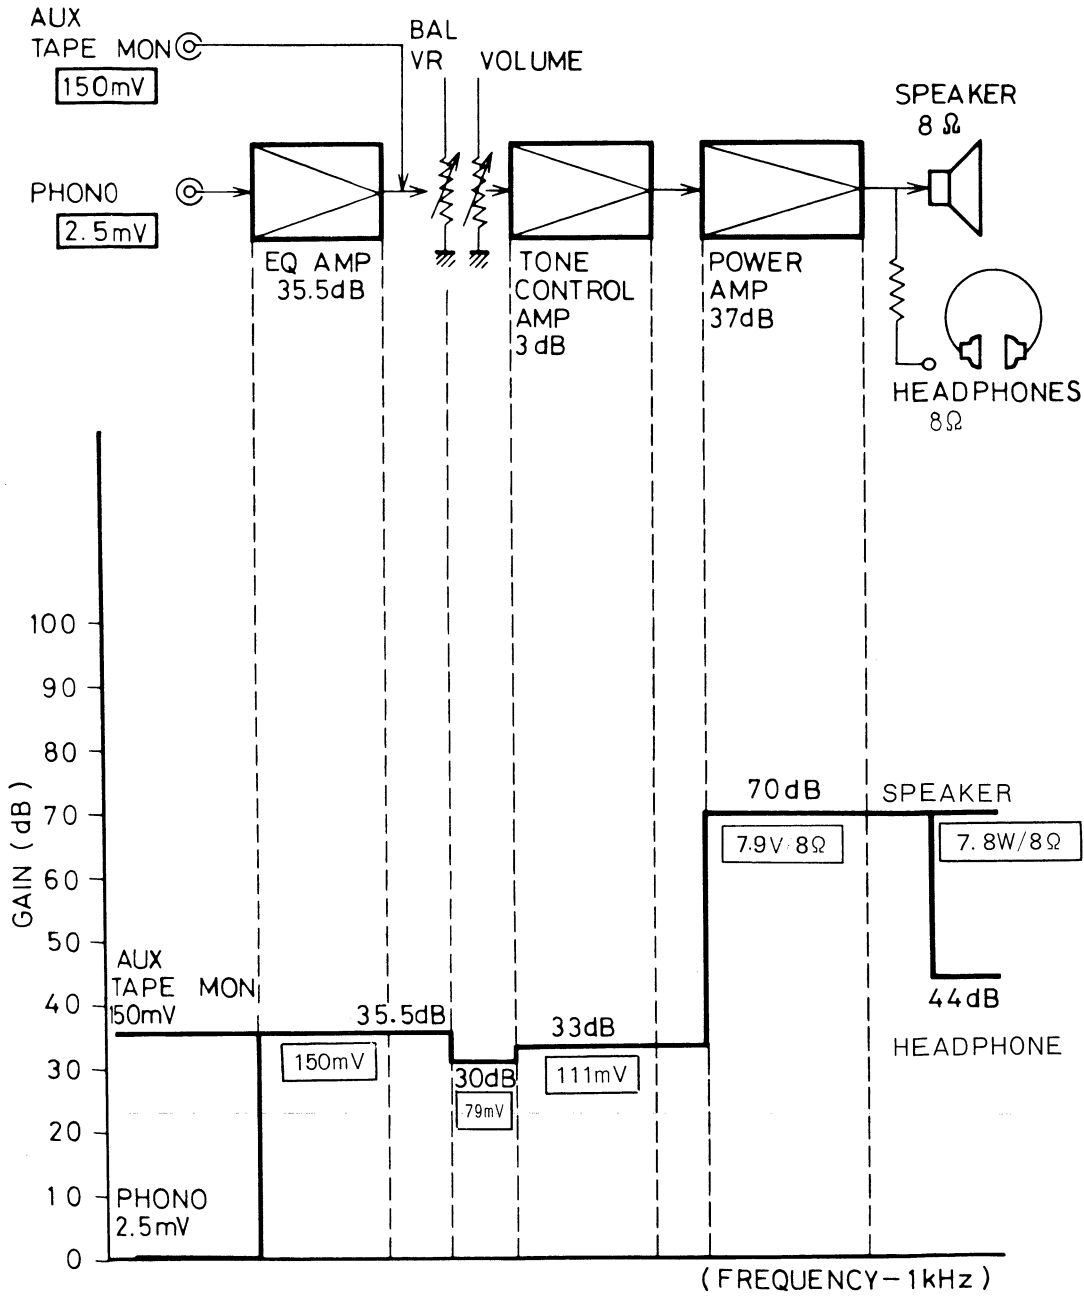 AUX
TAPE MON
150mV
BAL
VR
VOLUME
SPEAKER
8Ω
PHONO
2.5mV
EQ AMP
35.5dB
TONE
CONTROL
AMP
3dB
POWER
AMP
37dB
HEADPHONES
8Ω
GAIN (dB)
100
90
80
70
60
50
40
30
20
10
0
70dB
SPEAKER
7.9V/8Ω
7.8W/8Ω
AUX
TAPE MON
150mV
35.5dB
150mV
30dB
79mV
33dB
111mV
44dB
HEADPHONE
PHONO
2.5mV
(FREQUENCY-1kHz)